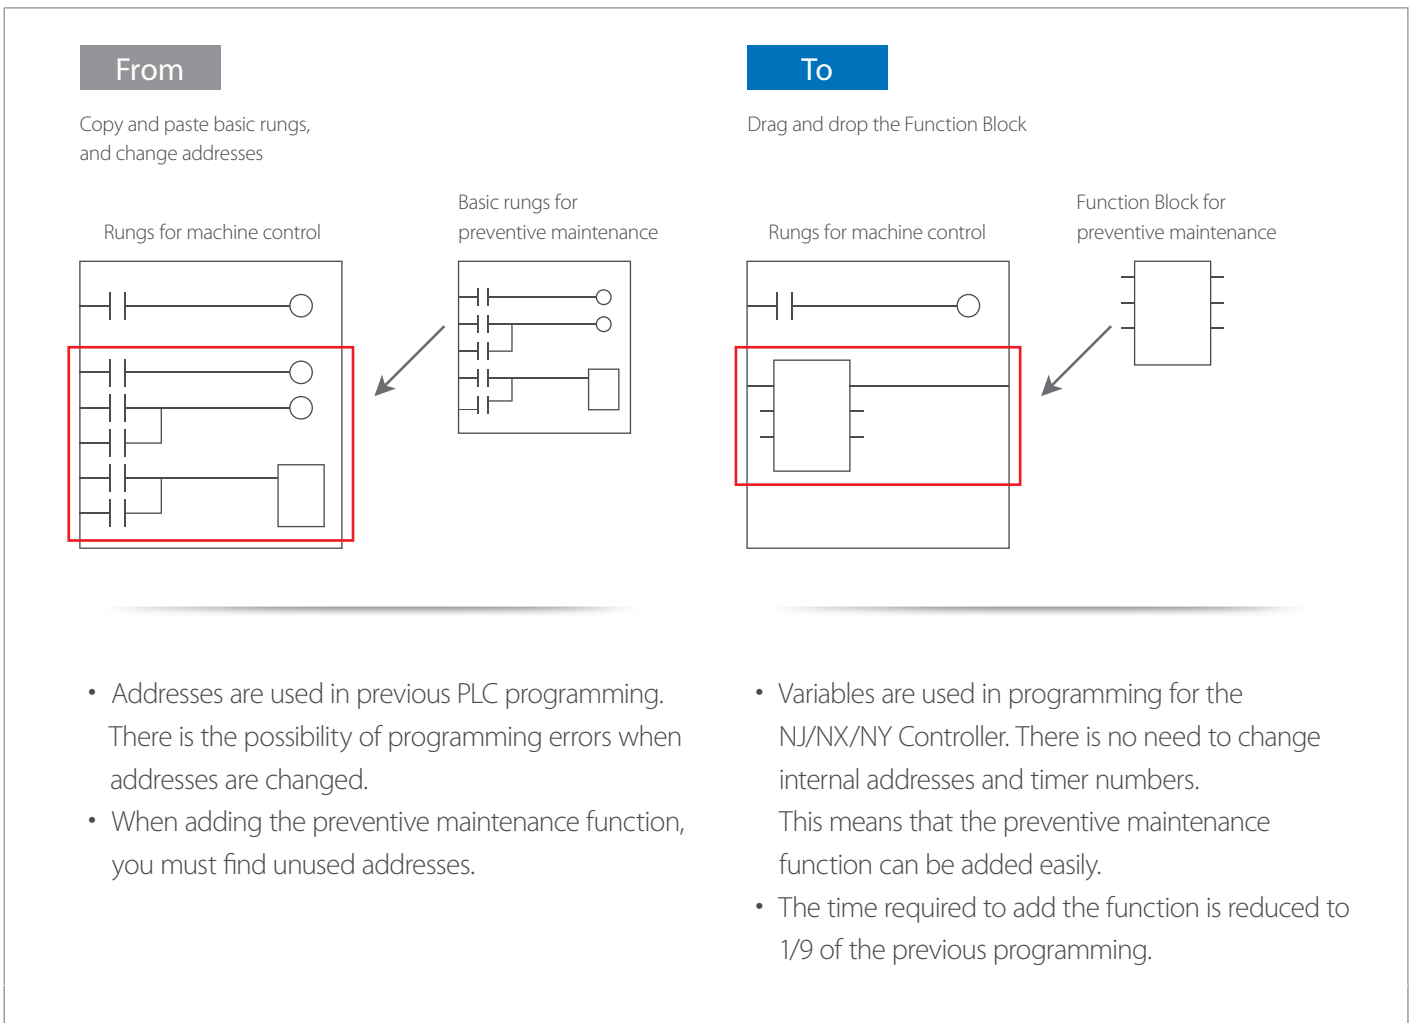 From
Copy and paste basic rungs,
and change addresses
Rungs for machine control
Basic rungs for
preventive maintenance
• Addresses are used in previous PLC programming.
There is the possibility of programming errors when
addresses are changed.
• When adding the preventive maintenance function,
you must find unused addresses.
To
Drag and drop the Function Block
Rungs for machine control
Function Block for
preventive maintenance
• Variables are used in programming for the
NJ/NX/NY Controller. There is no need to change
internal addresses and timer numbers.
This means that the preventive maintenance
function can be added easily.
• The time required to add the function is reduced to
1/9 of the previous programming.